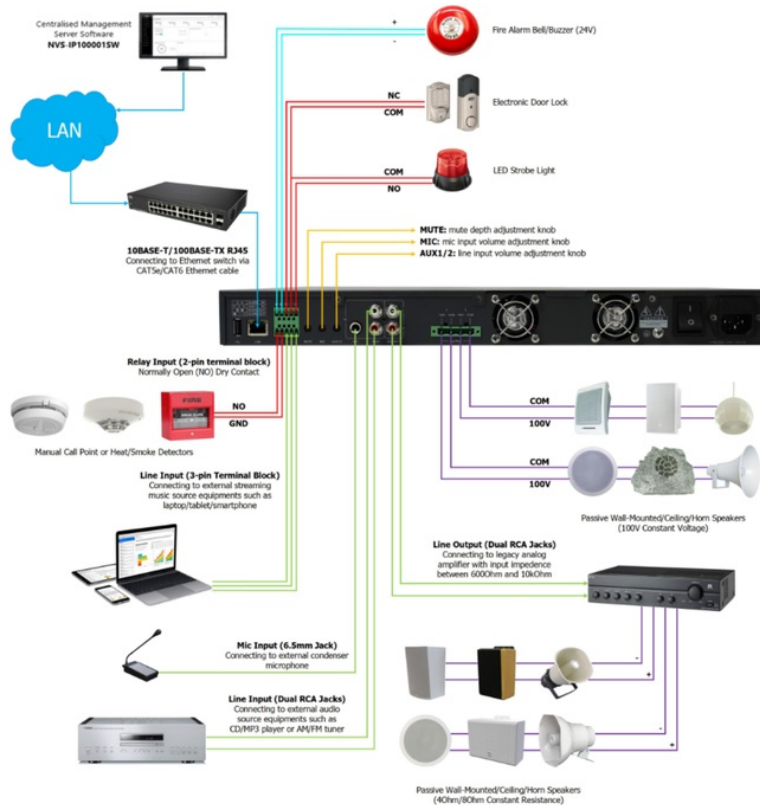 Centralised Management
Server Software
NVS-IP100001SW
LAN
+
-
Fire Alarm Bell/Buzzer (24V)
NC
COM
Electronic Door Lock
COM
NO
LED Strobe Light
10BASE-T/100BASE-TX RJ45
Connecting to Ethernet switch via
CAT5e/CAT6 Ethernet cable
MUTE: mute depth adjustment knob
MIC: mic input volume adjustment knob
AUX1/2: line input volume adjustment knob
Relay Input (2-pin terminal block)
Normally Open (NO) Dry Contact
FIRE
NO
GND
Manual Call Point or Heat/Smoke Detectors
COM
100V
COM
100V
Passive Wall-Mounted/Ceiling/Horn Speakers
(100V Constant Voltage)
Line Input (3-pin Terminal Block)
Connecting to external streaming
music source equipments such as
laptop/tablet/smartphone
Line Output (Dual RCA Jacks)
Connecting to legacy analog
amplifier with input impedance
between 600Ohm and 10kOhm
Mic Input (6.5mm Jack)
Connecting to external condenser
microphone
Line Input (Dual RCA Jacks)
Connecting to external audio
source equipments such as
CD/MP3 player or AM/FM tuner
-
+
-
+
Passive Wall-Mounted/Ceiling/Horn Speakers
(4Ohm/8Ohm Constant Resistance)